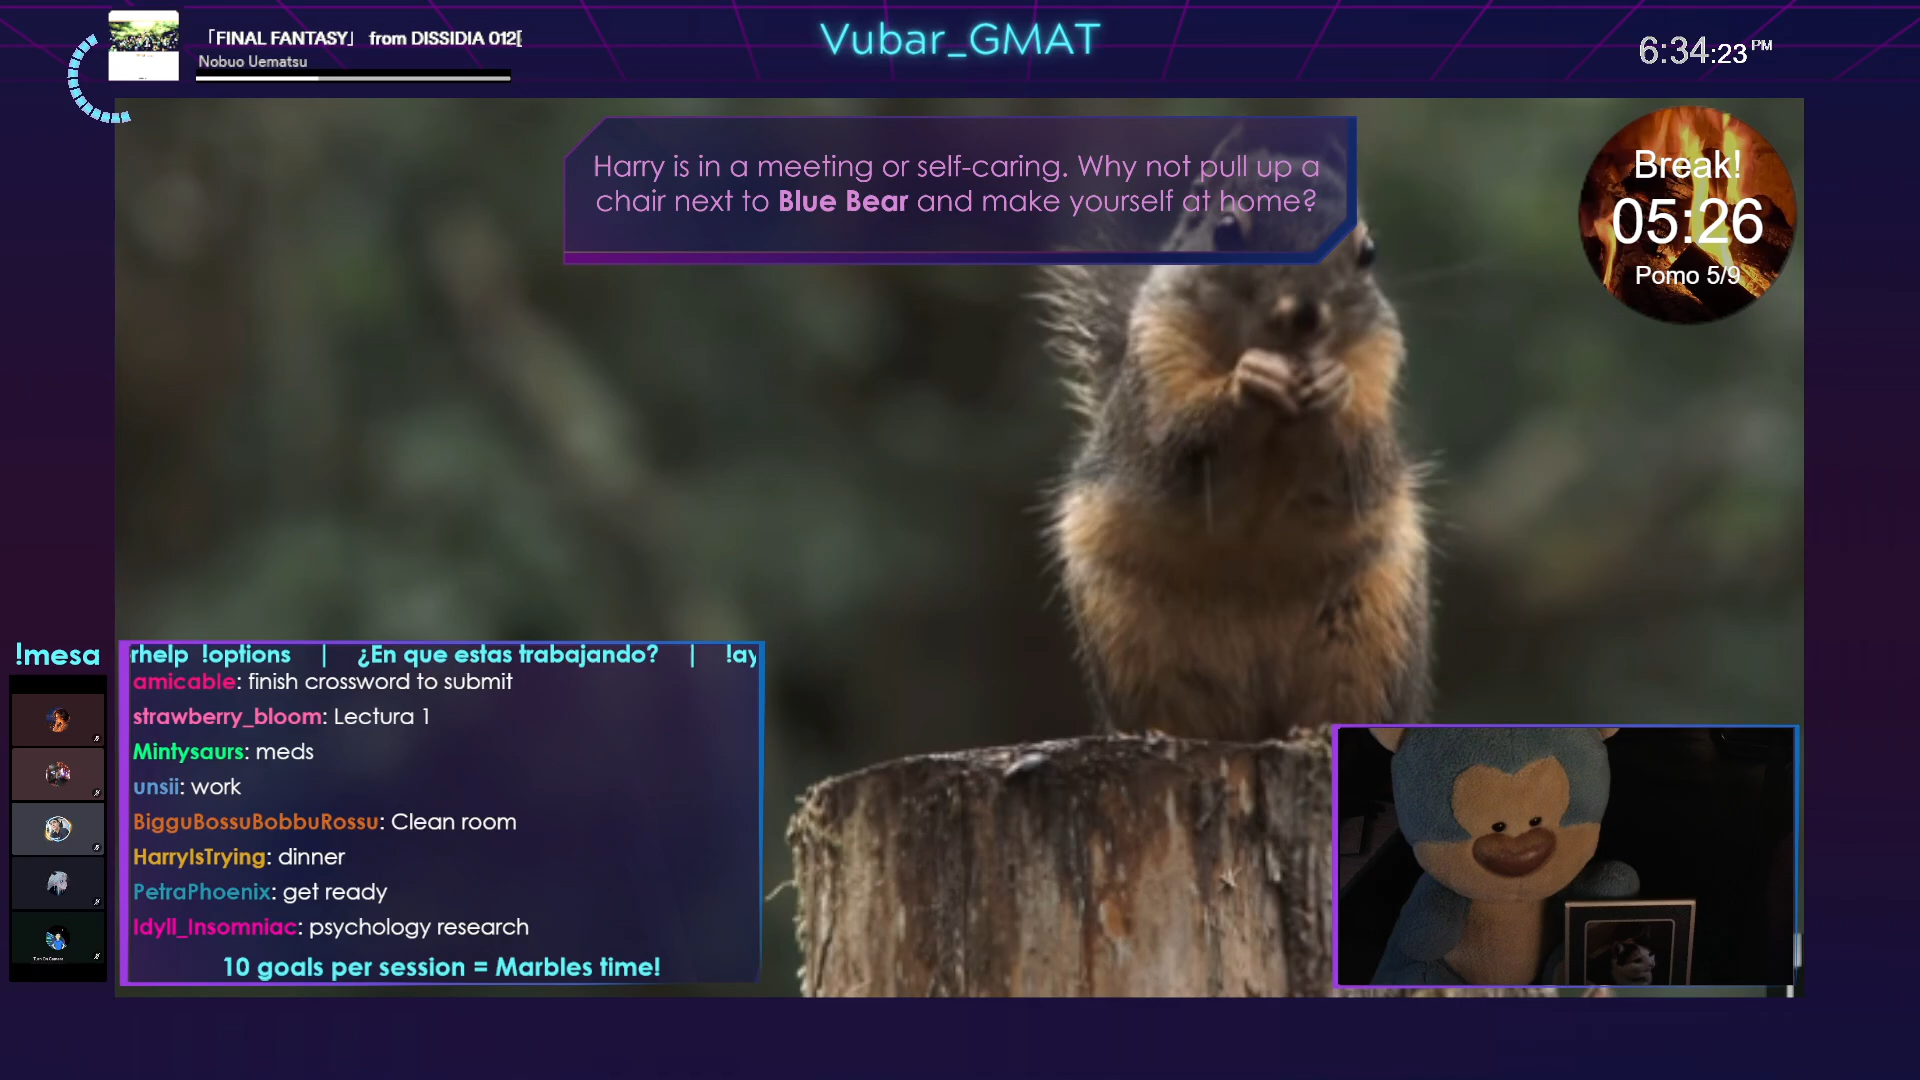 「FINAL FANTASY」 from DISSIDIA 012[
Nobuo Uematsu
Vubar_GMAT
6:34:23 PM
Harry is in a meeting or self-caring. Why not pull up a
chair next to Blue Bear and make yourself at home?
Break!
05:26
Pomo 5/9
!mesa
rhelp !options | ¿En que estas trabajando? | !ay
amicable: finish crossword to submit
strawberry_bloom: Lectura 1
Mintysaurs: meds
unsii: work
BigguBossuBobbuRossu: Clean room
HarryIsTrying: dinner
PetraPhoenix: get ready
Idyll_Insomniac: psychology research
10 goals per session = Marbles time!